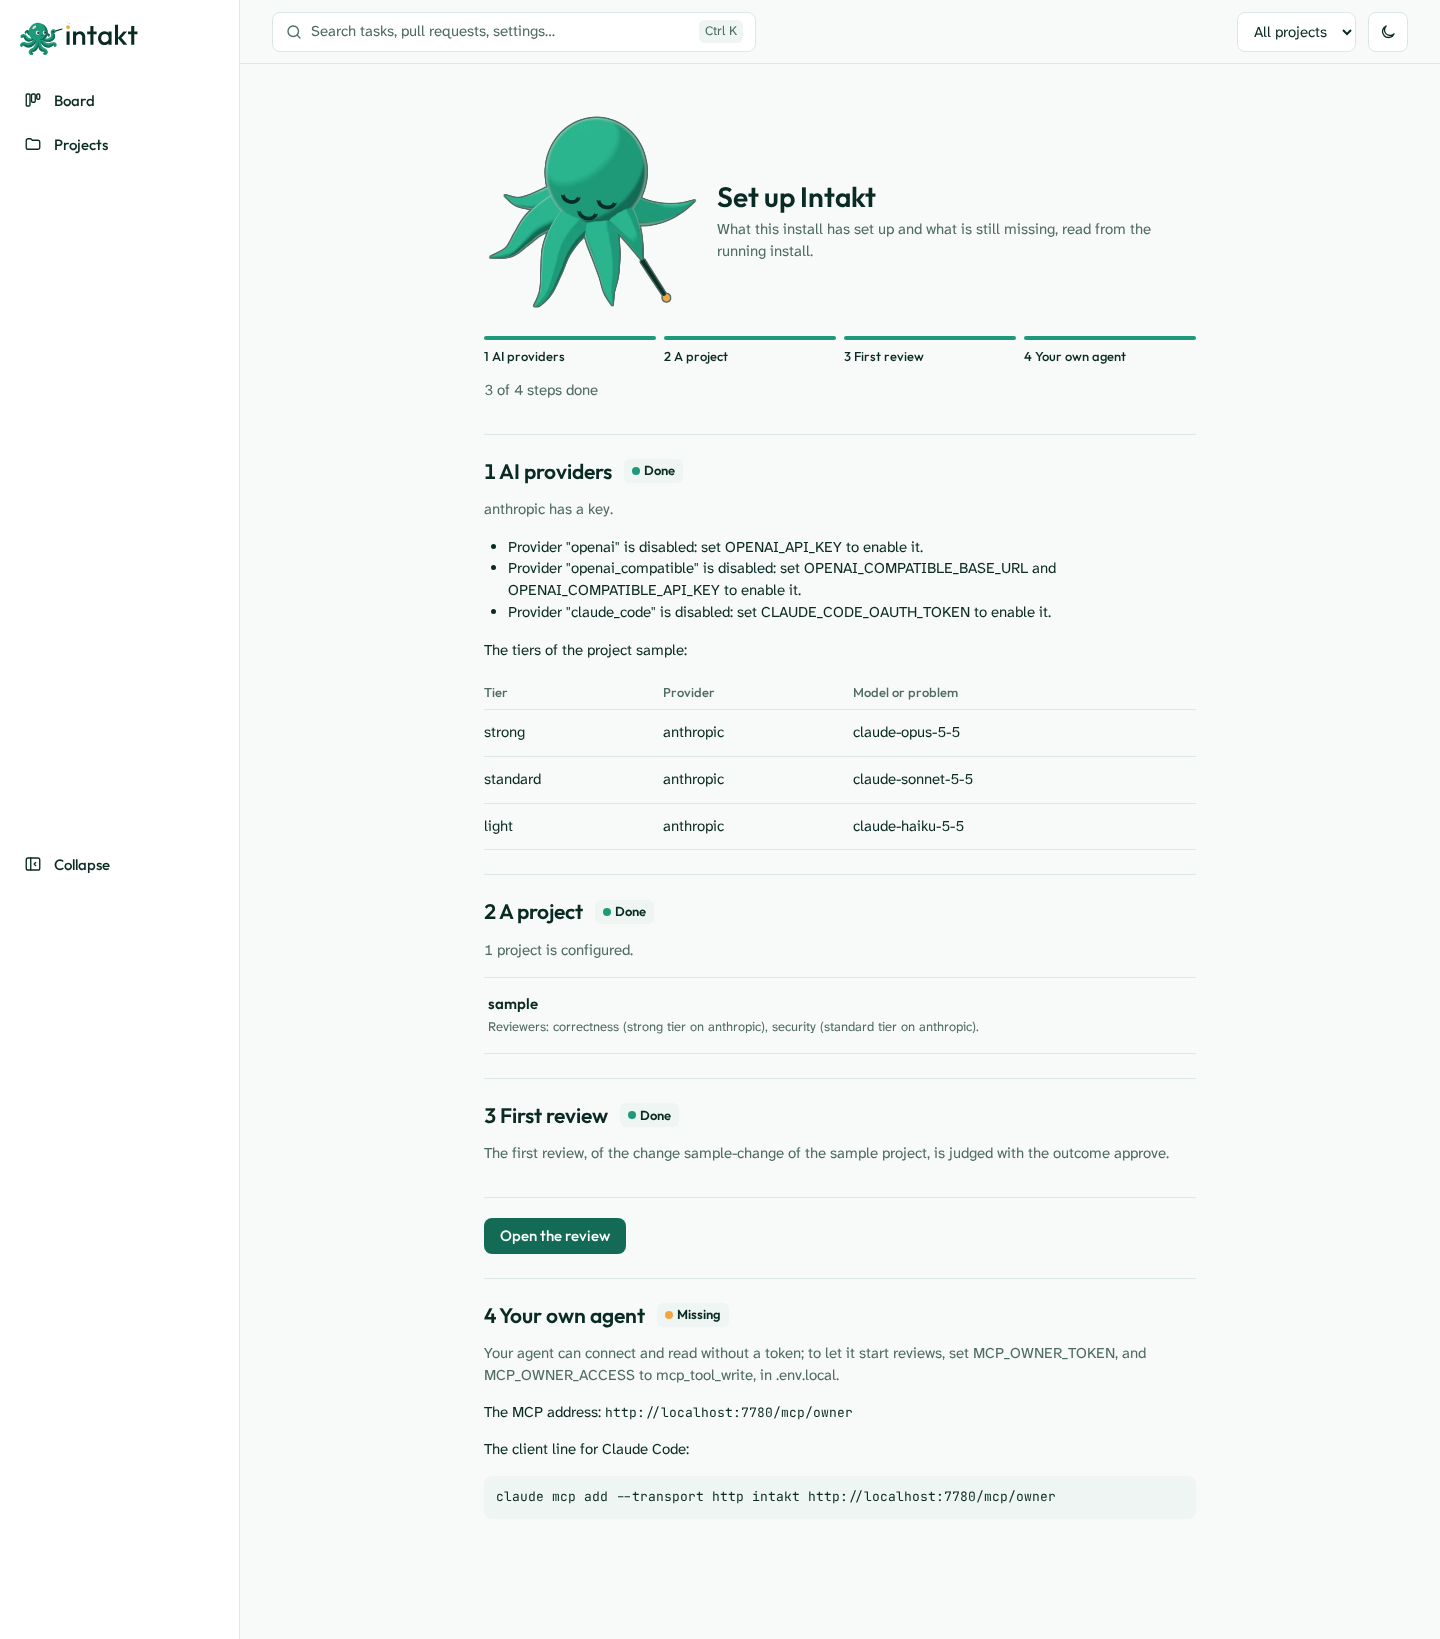 intakt
Search tasks, pull requests, settings...
Ctrl K
All projects
Board
Projects
Set up Intakt
What this install has set up and what is still missing, read from the
running install.
1 AI providers
2 A project
3 First review
4 Your own agent
3 of 4 steps done
1 AI providers
Done
anthropic has a key.
Provider "openai" is disabled: set OPENAI_API_KEY to enable it.
Provider "openai_compatible" is disabled: set OPENAI_COMPATIBLE_BASE_URL and
OPENAI_COMPATIBLE_API_KEY to enable it.
Provider "claude_code" is disabled: set CLAUDE_CODE_OAUTH_TOKEN to enable it.
The tiers of the project sample:
Tier Provider Model or problem
strong anthropic claude-opus-5-5
standard anthropic claude-sonnet-5-5
light anthropic claude-haiku-5-5
Collapse
2 A project
Done
1 project is configured.
sample
Reviewers: correctness (strong tier on anthropic), security (standard tier on anthropic).
3 First review
Done
The first review, of the change sample-change of the sample project, is judged with the outcome approve.
Open the review
4 Your own agent
Missing
Your agent can connect and read without a token; to let it start reviews, set MCP_OWNER_TOKEN, and
MCP_OWNER_ACCESS to mcp_tool_write, in .env.local.
The MCP address: http://localhost:7780/mcp/owner
The client line for Claude Code:
claude mcp add --transport http intakt http://localhost:7780/mcp/owner